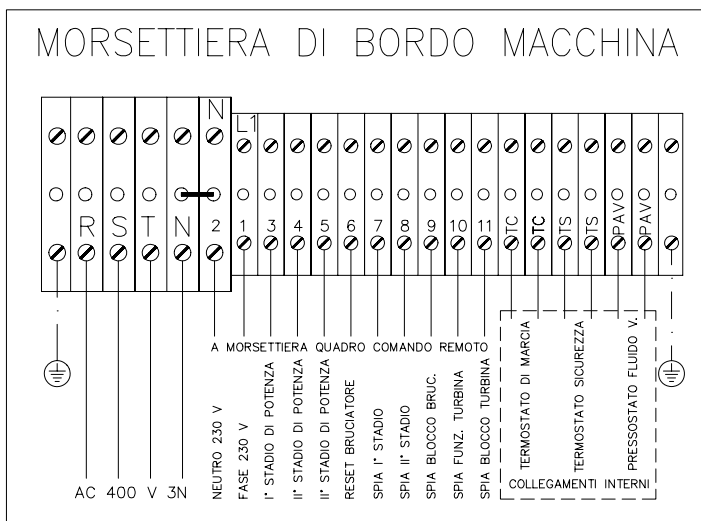 MORSETTIERA DI BORDO MACCHINA
N
L1
R S T N 2 1 3 4 5 6 7 8 9 10 11 TC TC TS TS PAV PAV
A MORSETTIERA QUADRO COMANDO REMOTO
NEUTRO 230 V
FASE 230 V
I° STADIO DI POTENZA
II° STADIO DI POTENZA
II° STADIO DI POTENZA
RESET BRUCIATORE
SPIA I° STADIO
SPIA II° STADIO
SPIA BLOCCO BRUC.
SPIA FUNZ. TURBINA
SPIA BLOCCO TURBINA
TERMOSTATO DI MARCIA
TERMOSTATO SICUREZZA
PRESSOSTATO FLUIDO V.
COLLEGAMENTI INTERNI
AC 400 V 3N